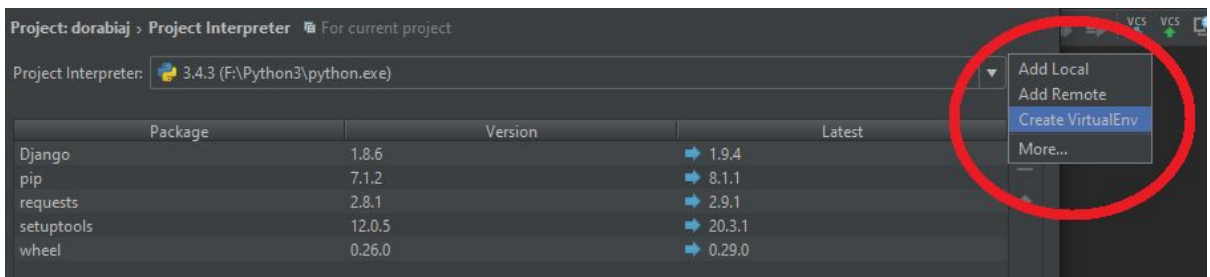 Project: dorabiaj › Project Interpreter For current project
VCS VCS
Project Interpreter: 3.4.3 (F:\Python3\python.exe)
Add Local
Add Remote
Create VirtualEnv
More...
Package Version Latest
Django 1.8.6 1.9.4
pip 7.1.2 8.1.1
requests 2.8.1 2.9.1
setuptools 12.0.5 20.3.1
wheel 0.26.0 0.29.0